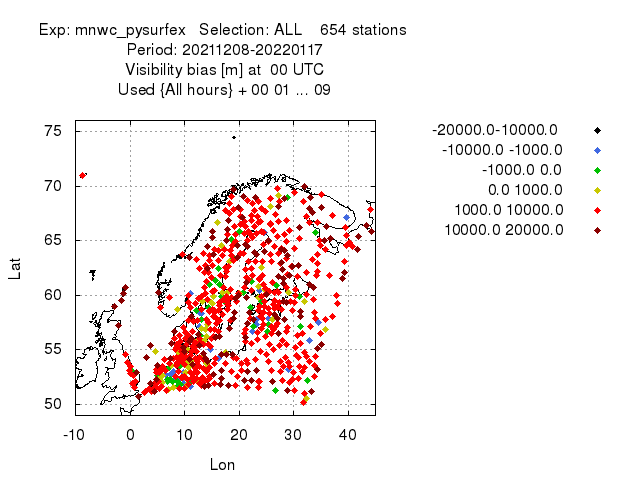 Exp: mnwc_pysurfex   Selection: ALL    654 stations
Period: 20211208-20220117
Visibility bias [m] at  00 UTC
Used {All hours} + 00 01 ... 09
-20000.0-10000.0
-10000.0 -1000.0
-1000.0 0.0
0.0 1000.0
1000.0 10000.0
10000.0 20000.0
75
70
65
60
55
50
Lat
-10 0 10 20 30 40
Lon